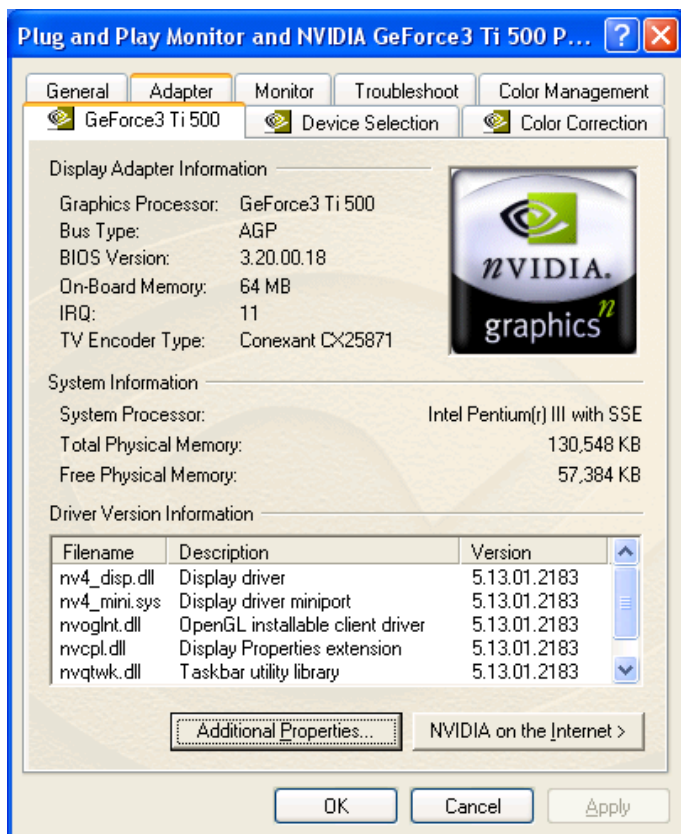 Plug and Play Monitor and NVIDIA GeForce3 Ti 500 P...
General Adapter Monitor Troubleshoot Color Management
GeForce3 Ti 500 Device Selection Color Correction
Display Adapter Information
Graphics Processor: GeForce3 Ti 500
Bus Type: AGP
BIOS Version: 3.20.00.18
On-Board Memory: 64 MB
IRQ: 11
TV Encoder Type: Conexant CX25871
nVIDIA.
graphics n
System Information
System Processor: Intel Pentium(r) III with SSE
Total Physical Memory: 130,548 KB
Free Physical Memory: 57,384 KB
Driver Version Information
Filename Description Version
nv4_disp.dll Display driver 5.13.01.2183
nv4_mini.sys Display driver miniport 5.13.01.2183
nvoglnt.dll OpenGL installable client driver 5.13.01.2183
nvcpl.dll Display Properties extension 5.13.01.2183
nvqtwk.dll Taskbar utility library 5.13.01.2183
Additional Properties... NVIDIA on the Internet >
OK Cancel Apply